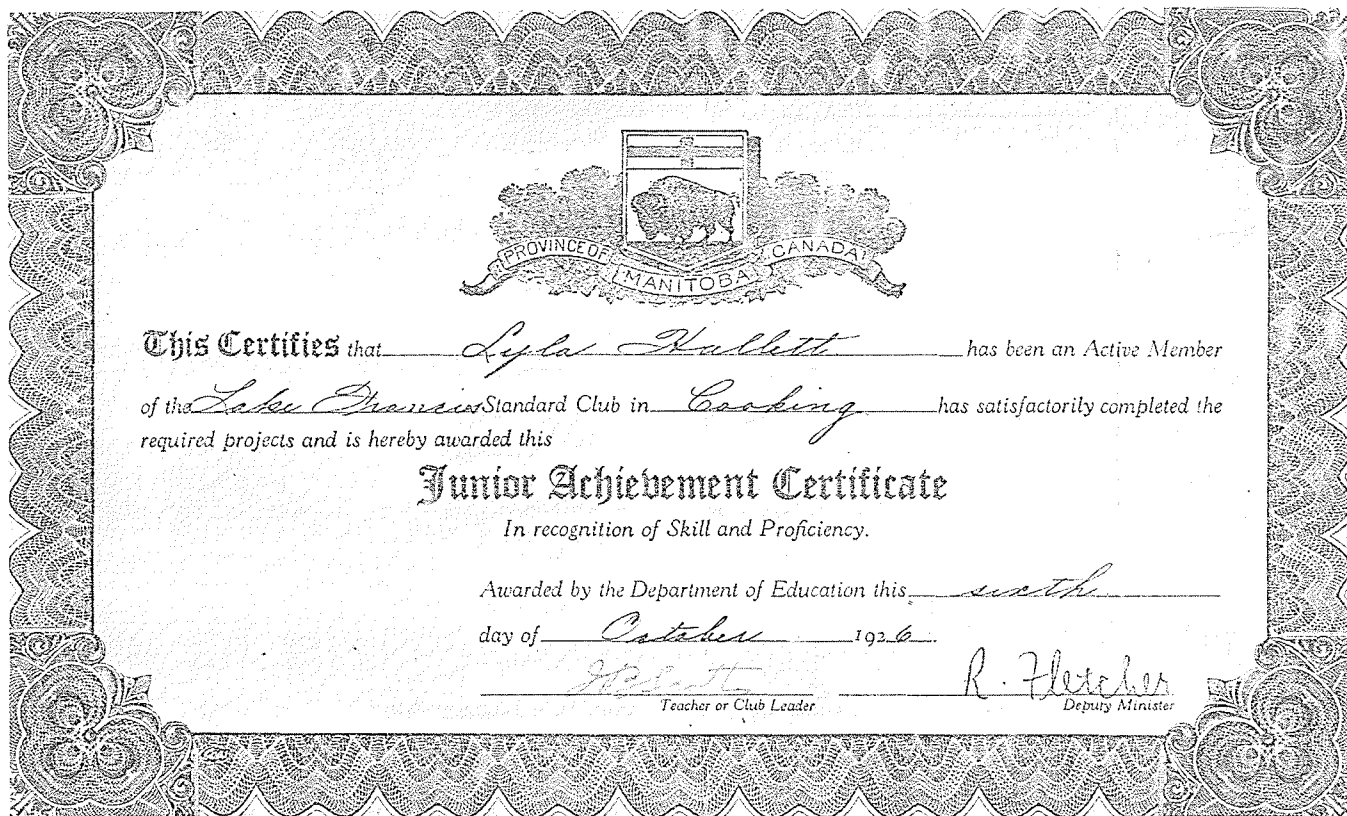 PROVINCE OF MANITOBA CANADA
This Certifies that Lyla Hallett has been an Active Member
of the Lake Francis Standard Club in Cooking has satisfactorily completed the
required projects and is hereby awarded this
Junior Achievement Certificate
In recognition of Skill and Proficiency.
Awarded by the Department of Education this sixth
day of October 1926.
R. Fletcher
Teacher or Club Leader Deputy Minister